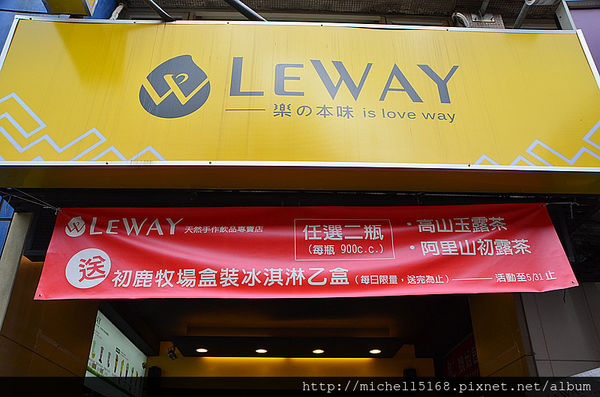 LEWAY
楽の本味 is love way
LEWAY 天然手作飲品專賣店
任選二瓶
(每瓶 900c.c.)
·高山玉露茶
·阿里山初露茶
送 初鹿牧場盒裝冰淇淋乙盒 (每日限量，送完為止) 活動至5/31止
http://michell5168.pixnet.net/album